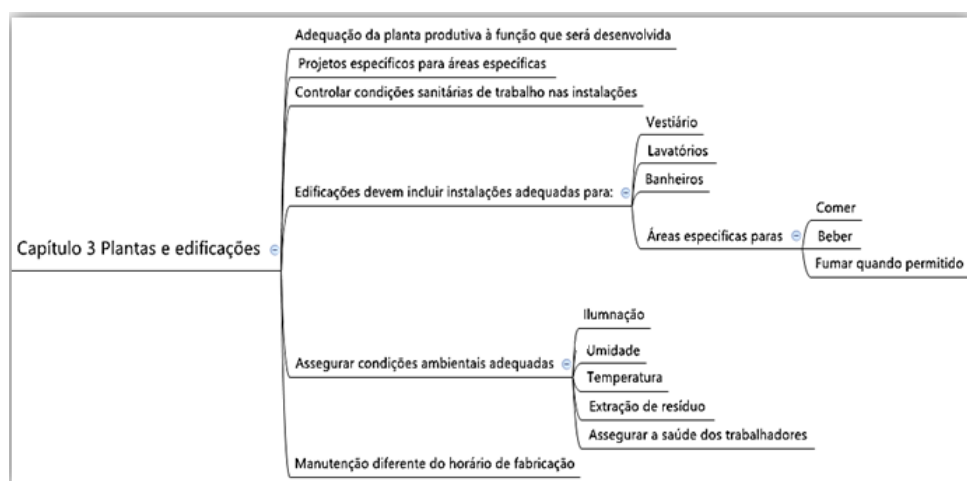 Adequação da planta produtiva à função que será desenvolvida
Projetos específicos para áreas específicas
Controlar condições sanitárias de trabalho nas instalações
Vestiário
Lavatórios
Banheiros
Edificações devem incluir instalações adequadas para:
Áreas especificas paras
Comer
Beber
Fumar quando permitido
Capítulo 3 Plantas e edificações
Ilumnação
Umidade
Temperatura
Extração de resíduo
Assegurar a saúde dos trabalhadores
Assegurar condições ambientais adequadas
Manutenção diferente do horário de fabricação